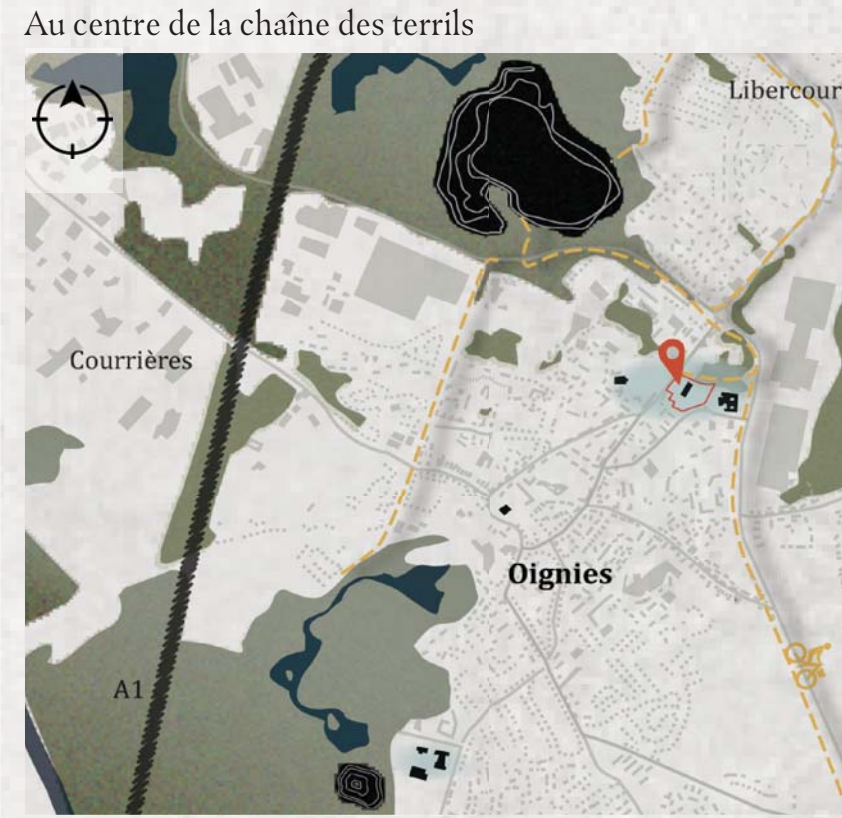 Au centre de la chaîne des terrils
Libercour
Courrières
Oignies
A1